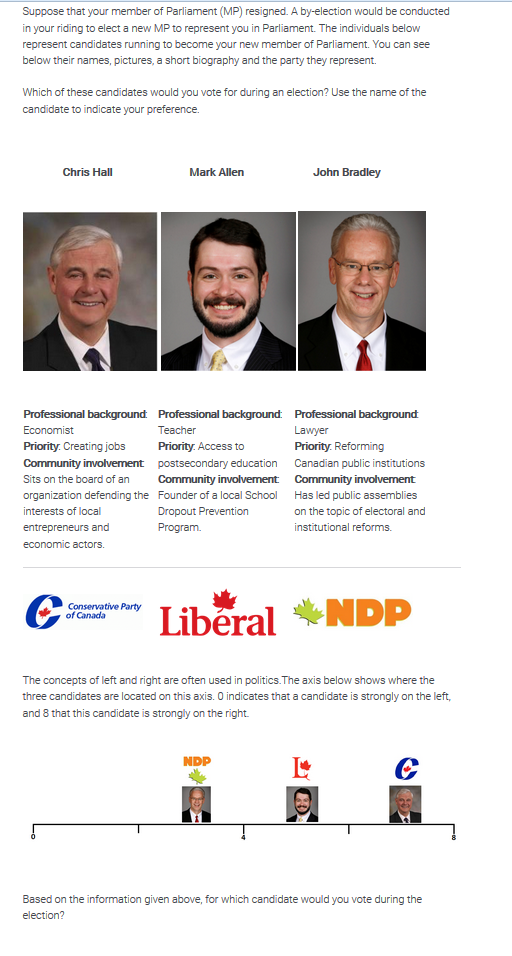 Suppose that your member of Parliament (MP) resigned. A by-election would be conducted
in your riding to elect a new MP to represent you in Parliament. The individuals below
represent candidates running to become your new member of Parliament. You can see
below their names, pictures, a short biography and the party they represent.
Which of these candidates would you vote for during an election? Use the name of the
candidate to indicate your preference.
Chris Hall
Mark Allen
John Bradley
Professional background:
Economist
Priority: Creating jobs
Community involvement:
Sits on the board of an
organization defending the
interests of local
entrepreneurs and
economic actors.
Professional background:
Teacher
Priority: Access to
postsecondary education
Community involvement:
Founder of a local School
Dropout Prevention
Program.
Professional background:
Lawyer
Priority: Reforming
Canadian public institutions
Community involvement:
Has led public assemblies
on the topic of electoral and
institutional reforms.
C
Conservative Party
of Canada
Liberal
NDP
The concepts of left and right are often used in politics.The axis below shows where the
three candidates are located on this axis. 0 indicates that a candidate is strongly on the left,
and 8 that this candidate is strongly on the right.
NDP
L
C
0
4
8
Based on the information given above, for which candidate would you vote during the
election?